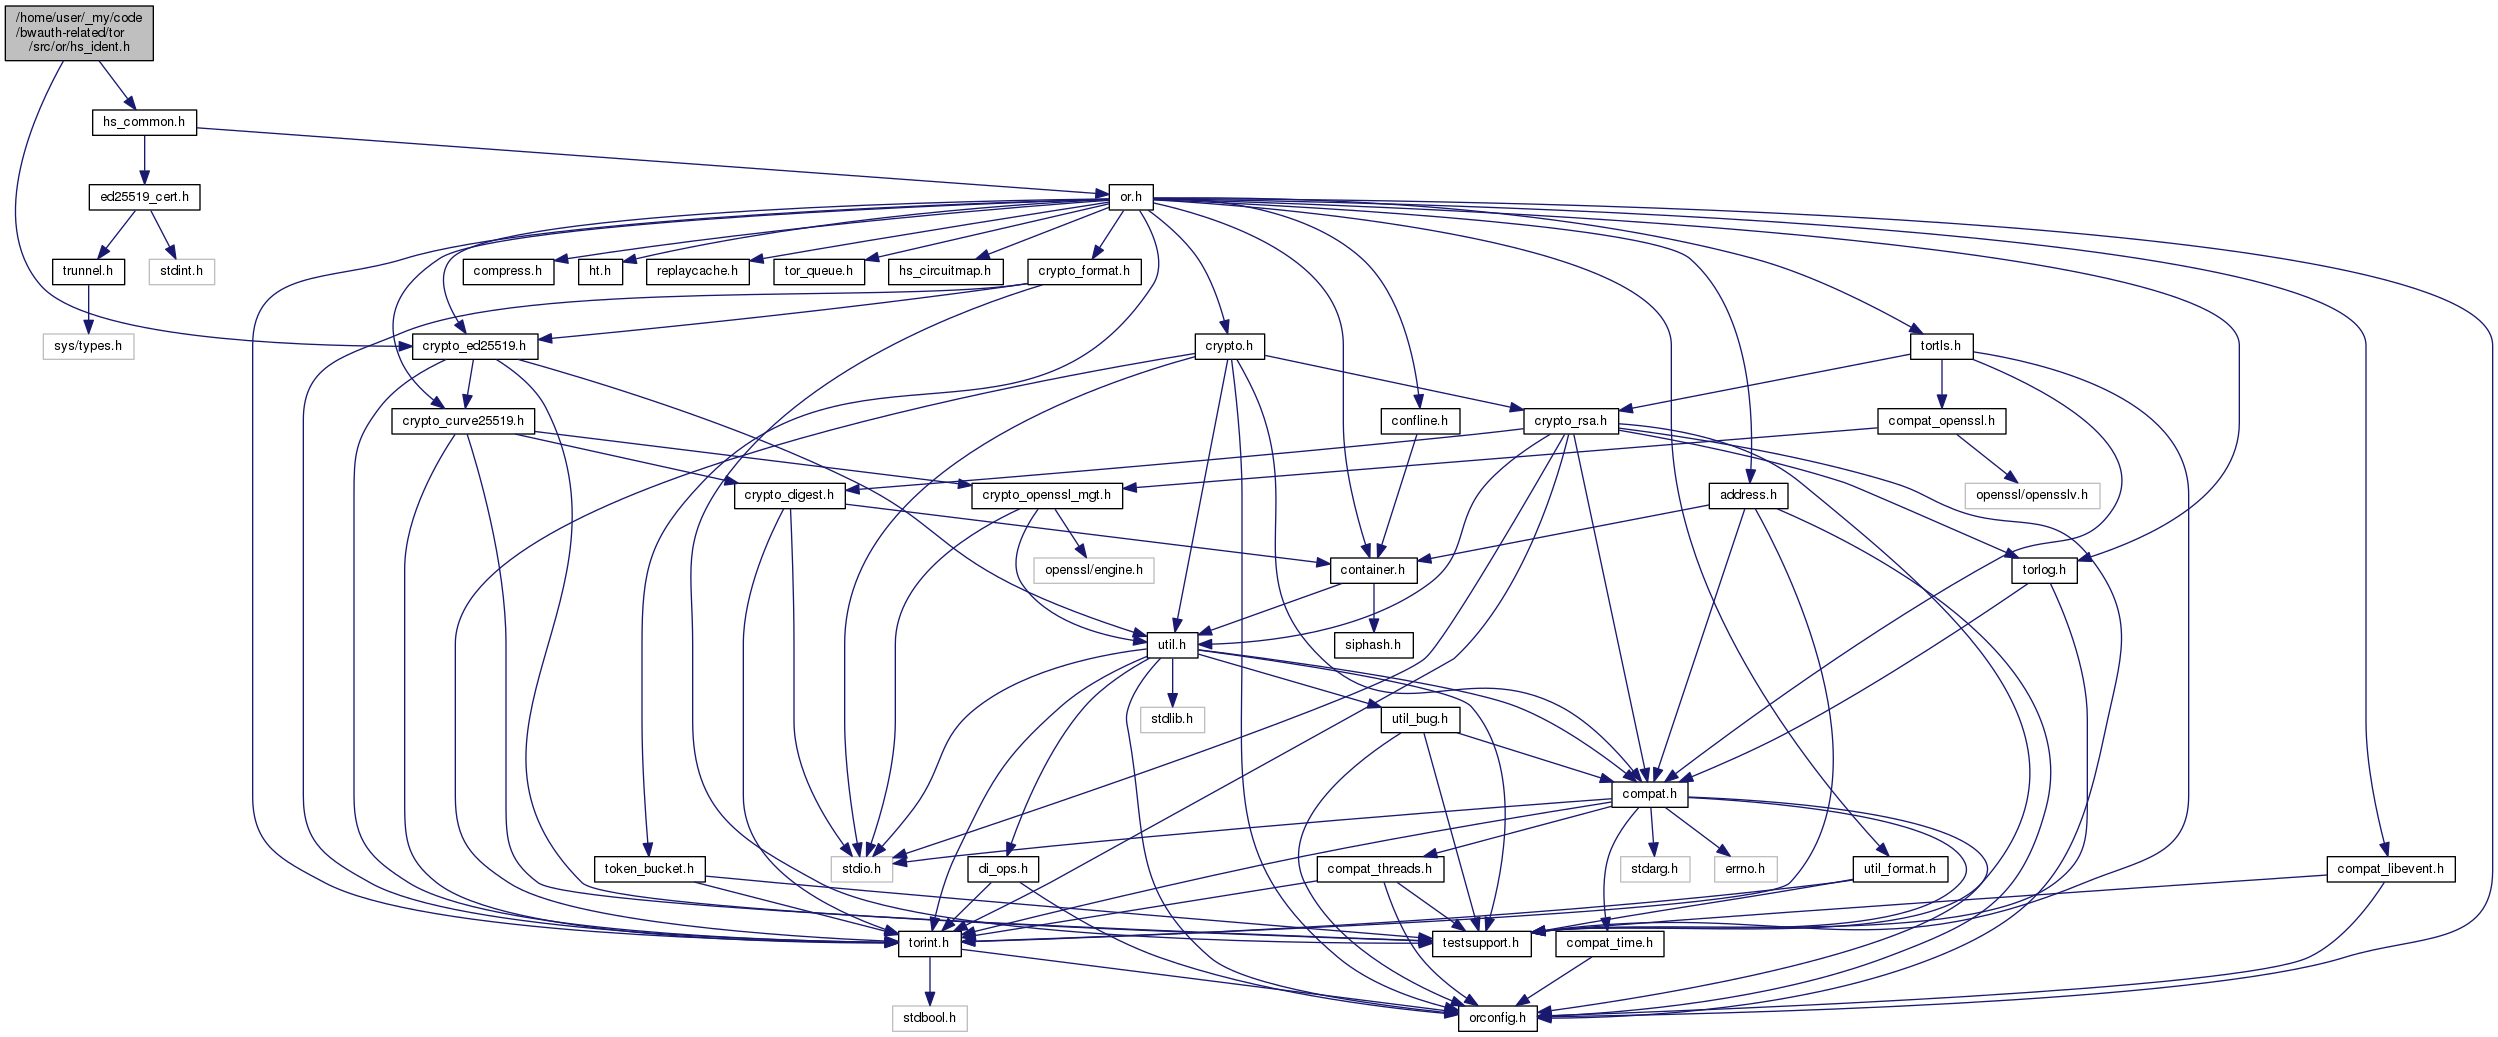 /home/user/_my/code
/bwauth-related/tor
/src/or/hs_ident.h
hs_common.h
ed25519_cert.h
or.h
trunnel.h
stdint.h
compress.h
ht.h
replaycache.h
tor_queue.h
hs_circuitmap.h
crypto_format.h
sys/types.h
crypto_ed25519.h
crypto.h
tortls.h
crypto_curve25519.h
confline.h
crypto_rsa.h
compat_openssl.h
crypto_digest.h
crypto_openssl_mgt.h
address.h
openssl/opensslv.h
openssl/engine.h
container.h
torlog.h
util.h
siphash.h
stdlib.h
util_bug.h
compat.h
token_bucket.h
stdio.h
di_ops.h
compat_threads.h
stdarg.h
errno.h
util_format.h
compat_libevent.h
torint.h
testsupport.h
compat_time.h
stdbool.h
orconfig.h